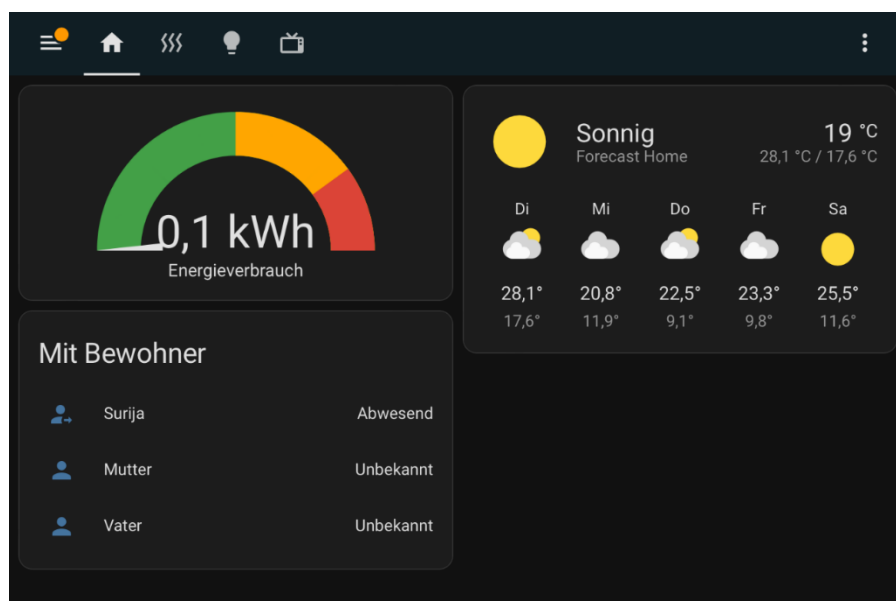 0,1 kWh
Energieverbrauch
Mit Bewohner
Surija Abwesend
Mutter Unbekannt
Vater Unbekannt
Sonnig 19 °C
Forecast Home 28,1 °C / 17,6 °C
Di Mi Do Fr Sa
28,1° 20,8° 22,5° 23,3° 25,5°
17,6° 11,9° 9,1° 9,8° 11,6°